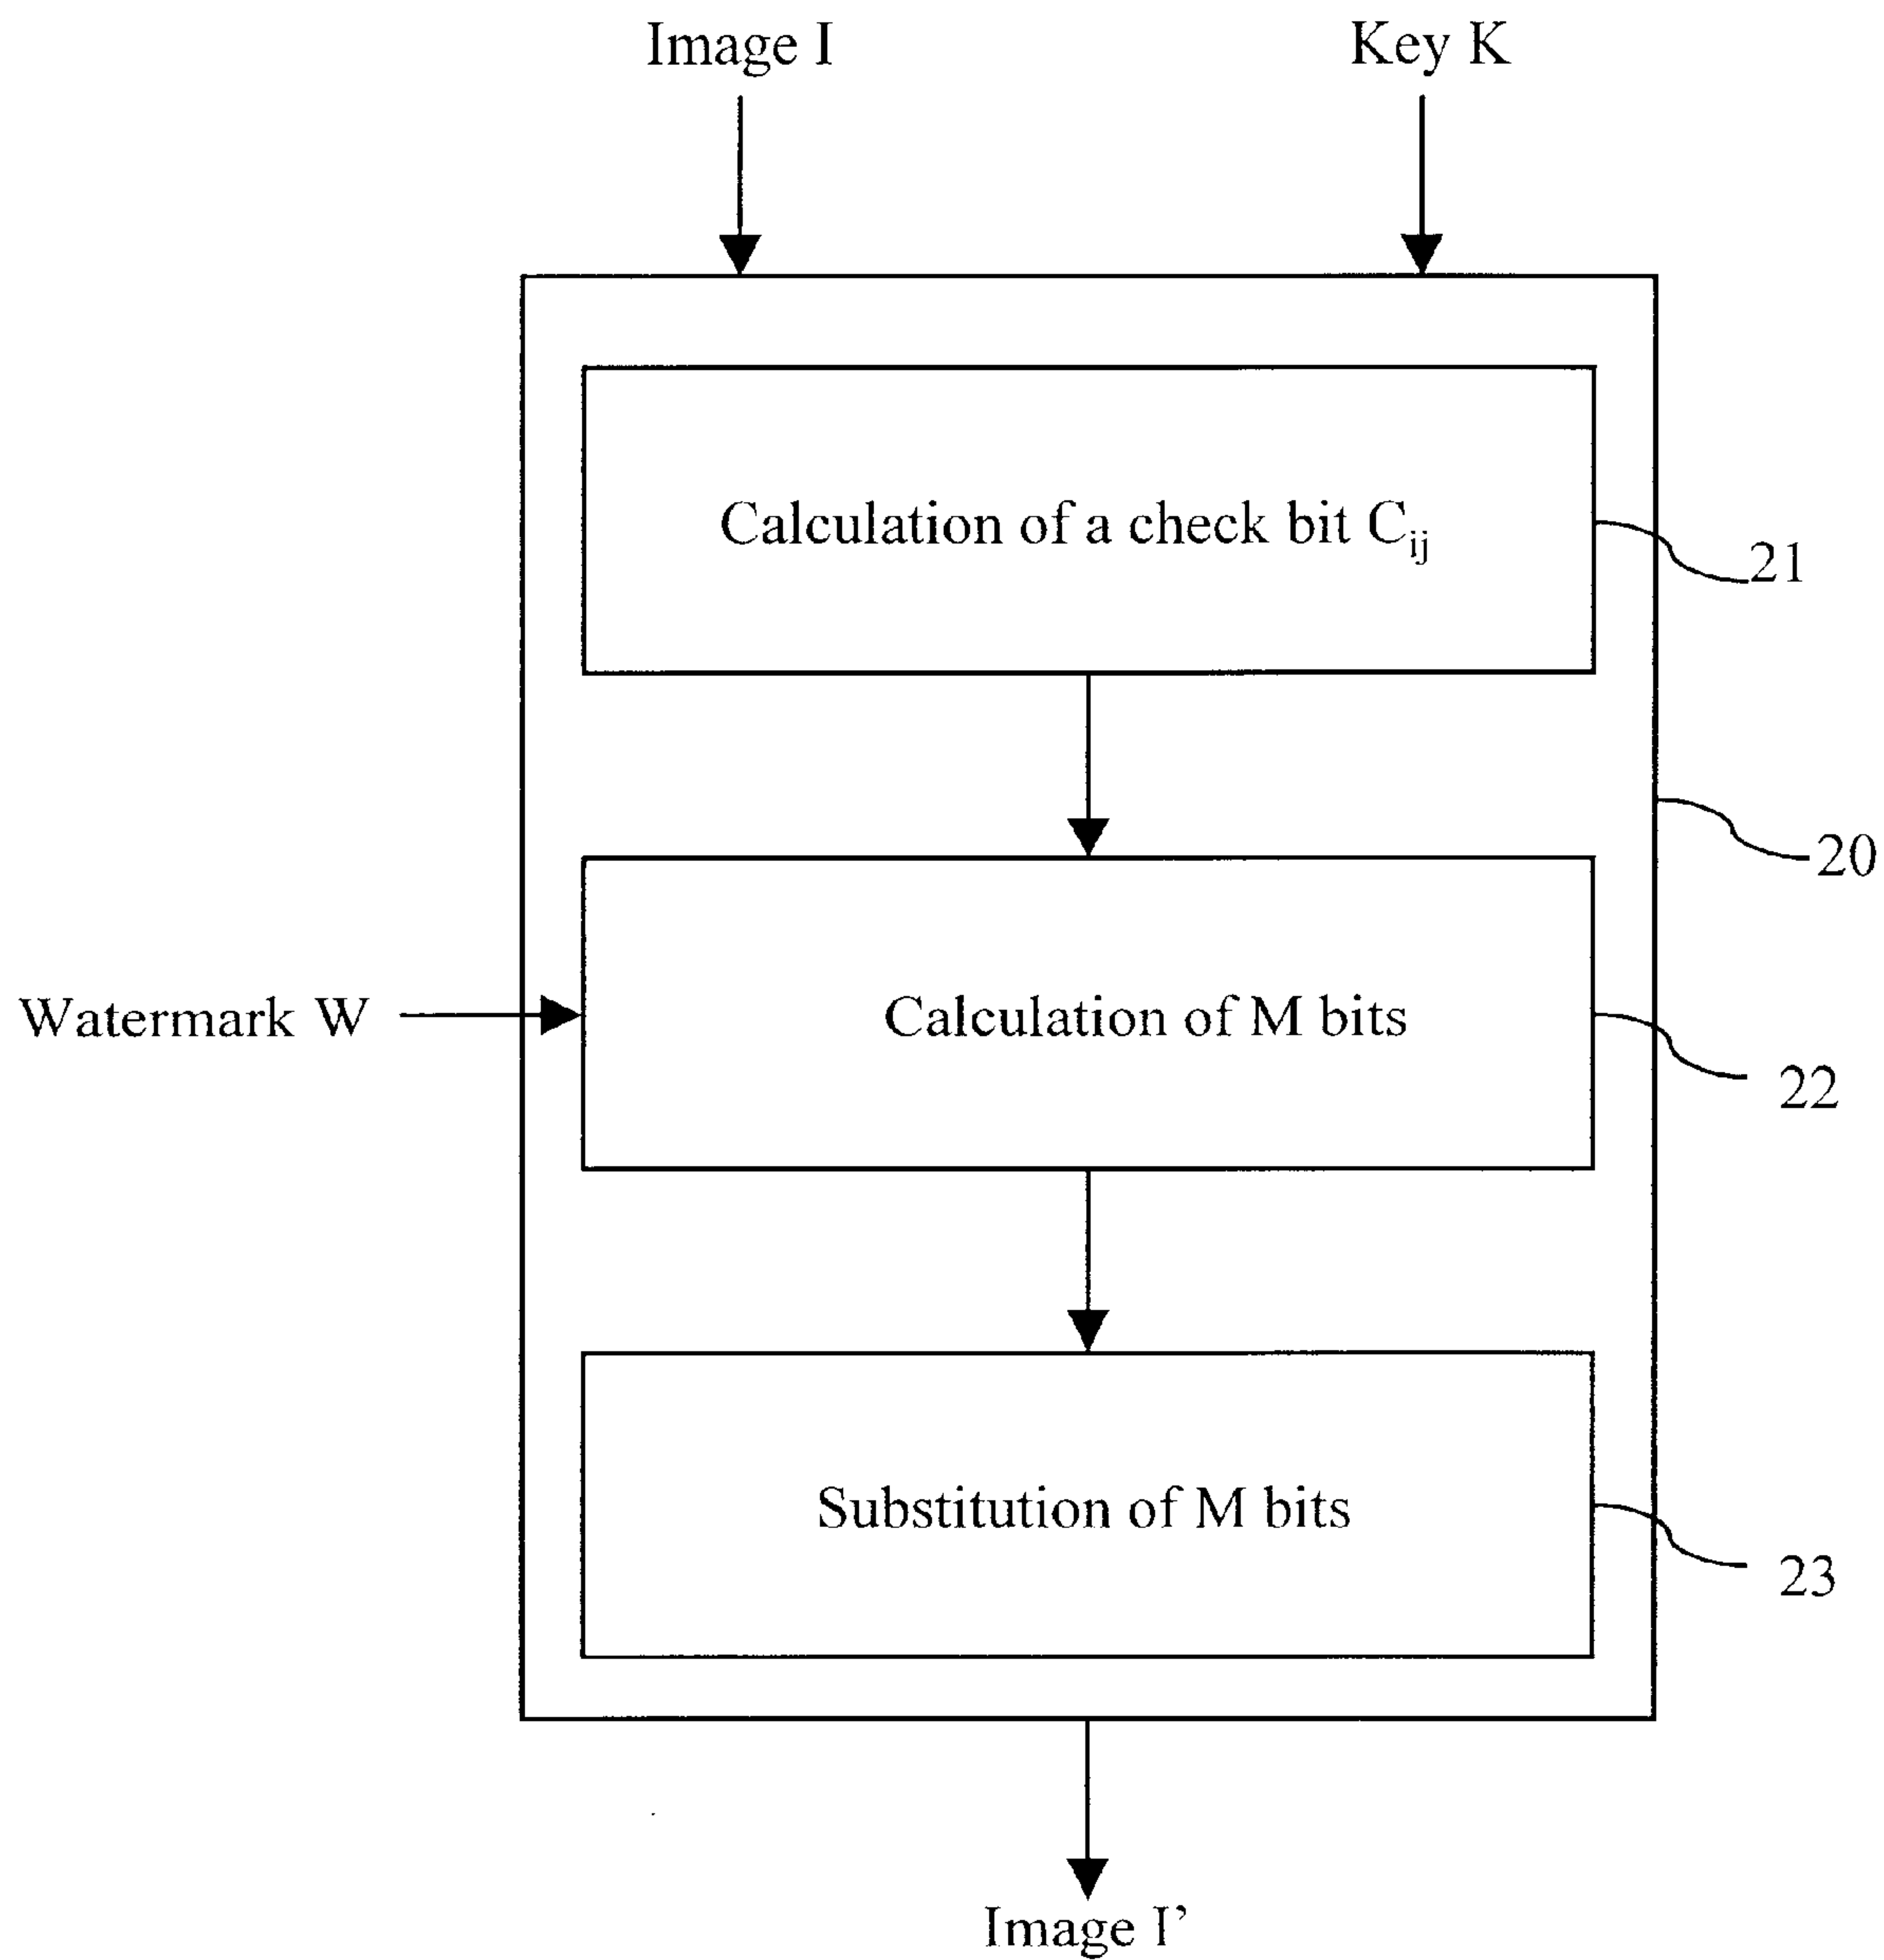 Image I
Key K
Calculation of a check bit Cij
21
20
Watermark W
Calculation of M bits
22
Substitution of M bits
23
Image I’